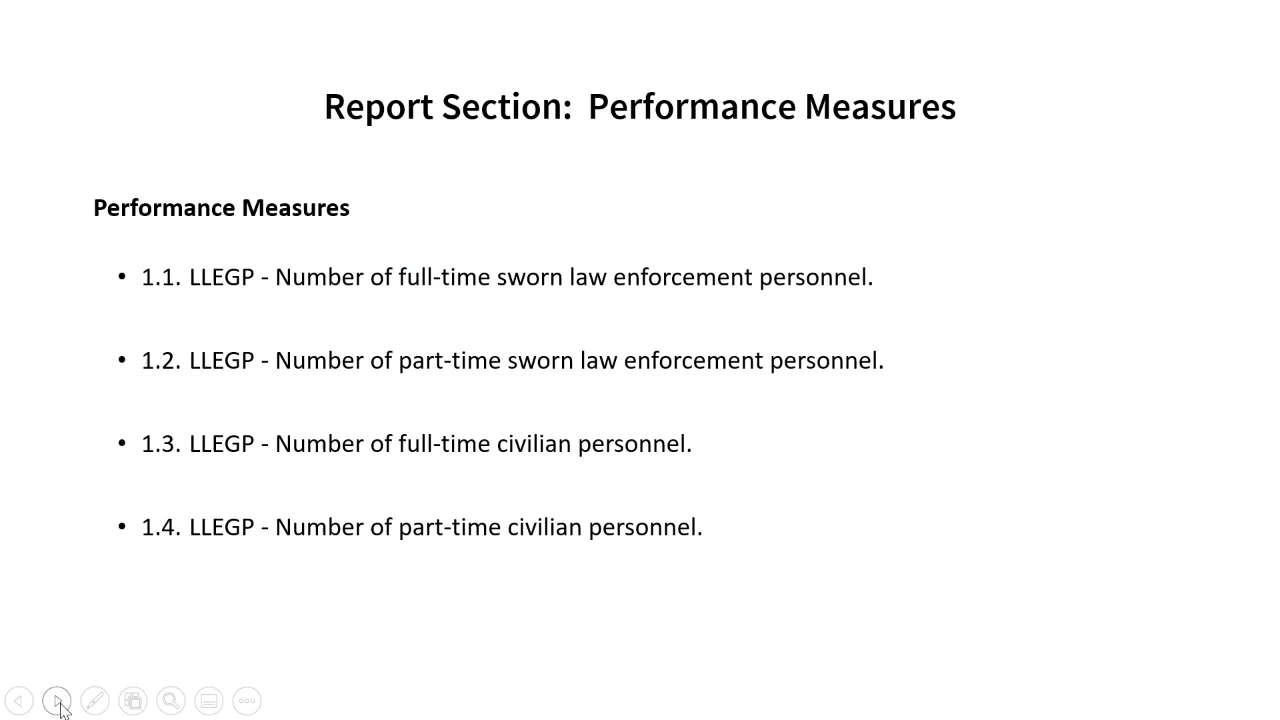 Report Section:  Performance Measures
Performance Measures
• 1.1. LLEGP - Number of full-time sworn law enforcement personnel.
• 1.2. LLEGP - Number of part-time sworn law enforcement personnel.
• 1.3. LLEGP - Number of full-time civilian personnel.
• 1.4. LLEGP - Number of part-time civilian personnel.